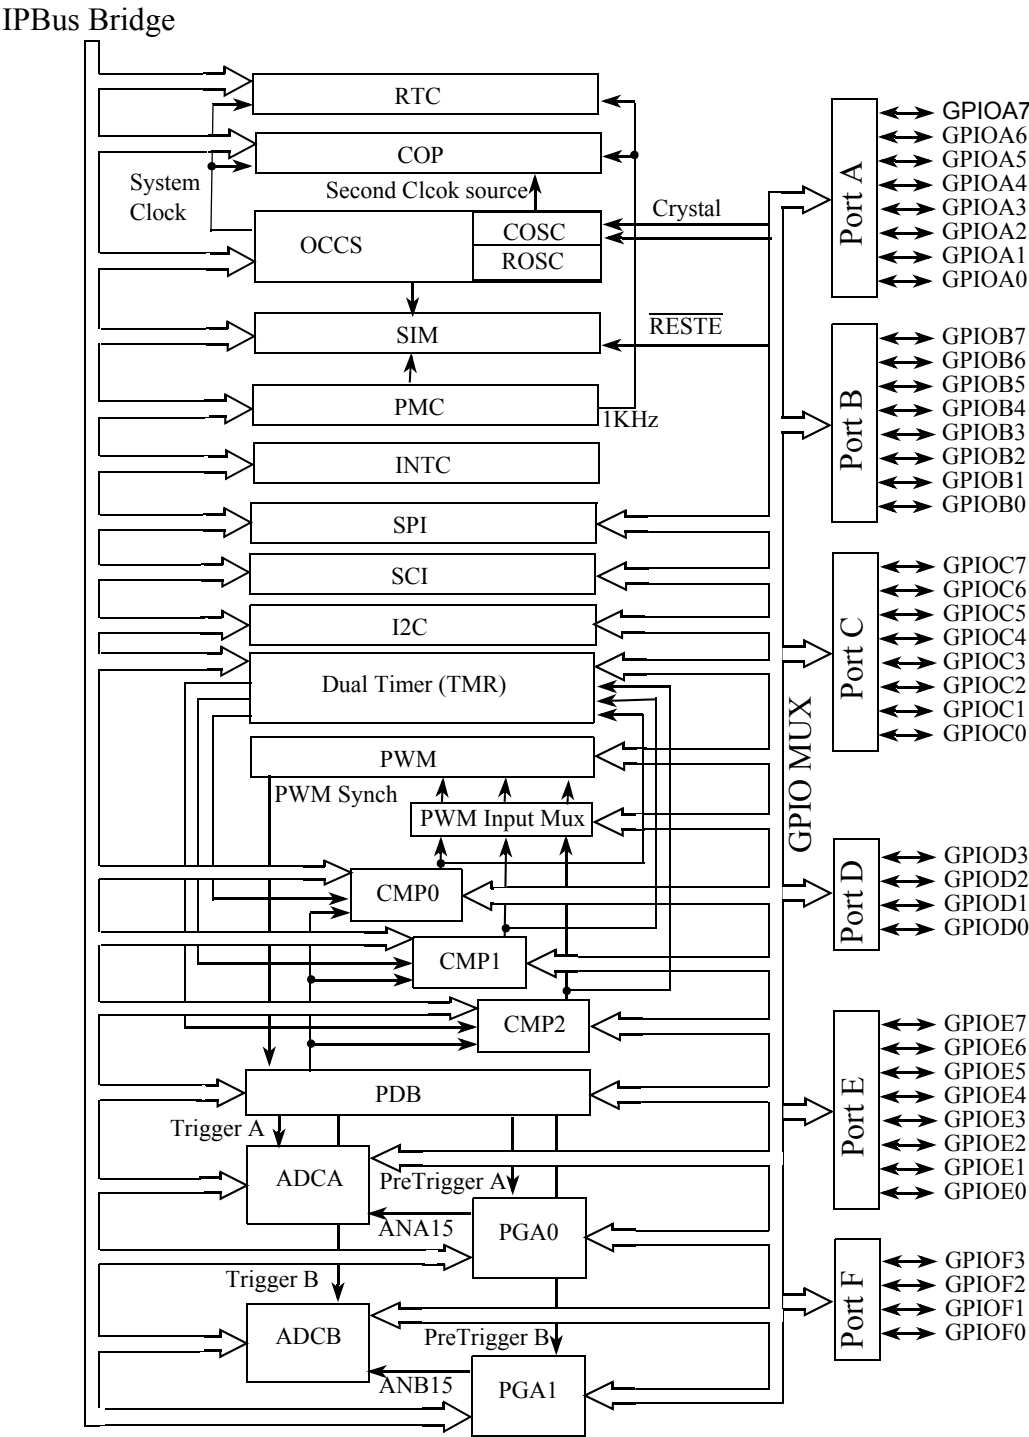 IPBus Bridge
RTC
COP
System
Clock
Second Clcok source
OCCS
COSC
ROSC
Crystal
SIM
RESTE
PMC
1KHz
INTC
SPI
SCI
I2C
Dual Timer (TMR)
PWM
PWM Synch
PWM Input Mux
CMP0
CMP1
CMP2
PDB
Trigger A
ADCA
PreTrigger A
ANA15
PGA0
Trigger B
ADCB
PreTrigger B
ANB15
PGA1
GPIO MUX
Port A
GPIOA7
GPIOA6
GPIOA5
GPIOA4
GPIOA3
GPIOA2
GPIOA1
GPIOA0
Port B
GPIOB7
GPIOB6
GPIOB5
GPIOB4
GPIOB3
GPIOB2
GPIOB1
GPIOB0
Port C
GPIOC7
GPIOC6
GPIOC5
GPIOC4
GPIOC3
GPIOC2
GPIOC1
GPIOC0
Port D
GPIOD3
GPIOD2
GPIOD1
GPIOD0
Port E
GPIOE7
GPIOE6
GPIOE5
GPIOE4
GPIOE3
GPIOE2
GPIOE1
GPIOE0
Port F
GPIOF3
GPIOF2
GPIOF1
GPIOF0